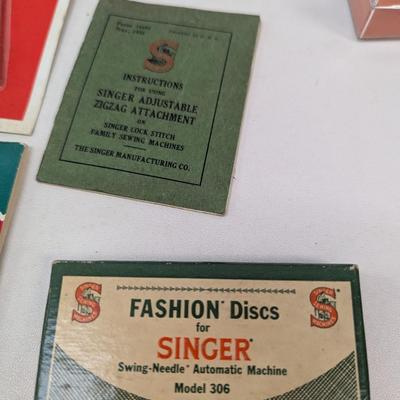 INSTRUCTIONS
FOR USING
SINGER ADJUSTABLE
ZIGZAG ATTACHMENT
ON
SINGER LOCK STITCH
FAMILY SEWING MACHINES
THE SINGER MANUFACTURING CO.
FASHION Discs
for
SINGER®
Swing-Needle* Automatic Machine
Model 306